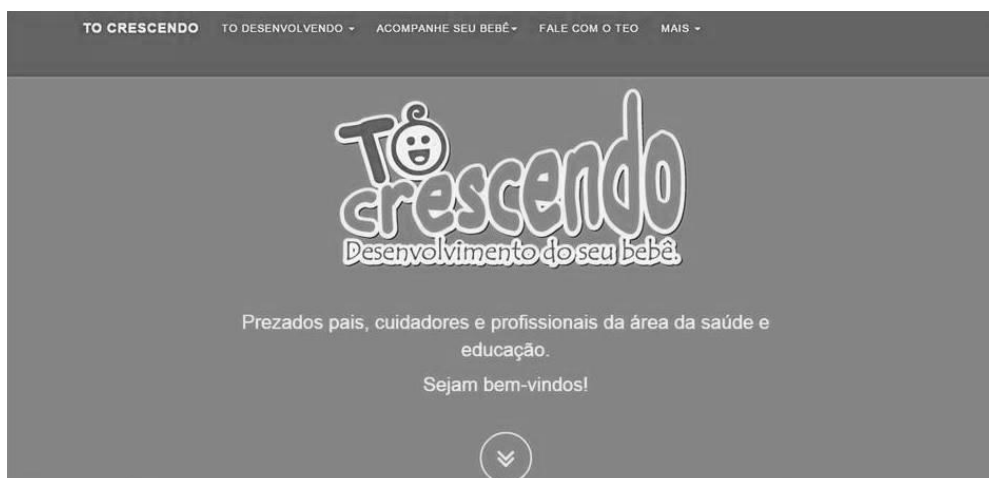 TO CRESCENDO TO DESENVOLVENDO ACOMPANHE SEU BEBÊ FALE COM O TEO MAIS
TÔ
crescendo
Desenvolvimento do seu bebê.
Prezados pais, cuidadores e profissionais da área da saúde e
educação.
Sejam bem-vindos!